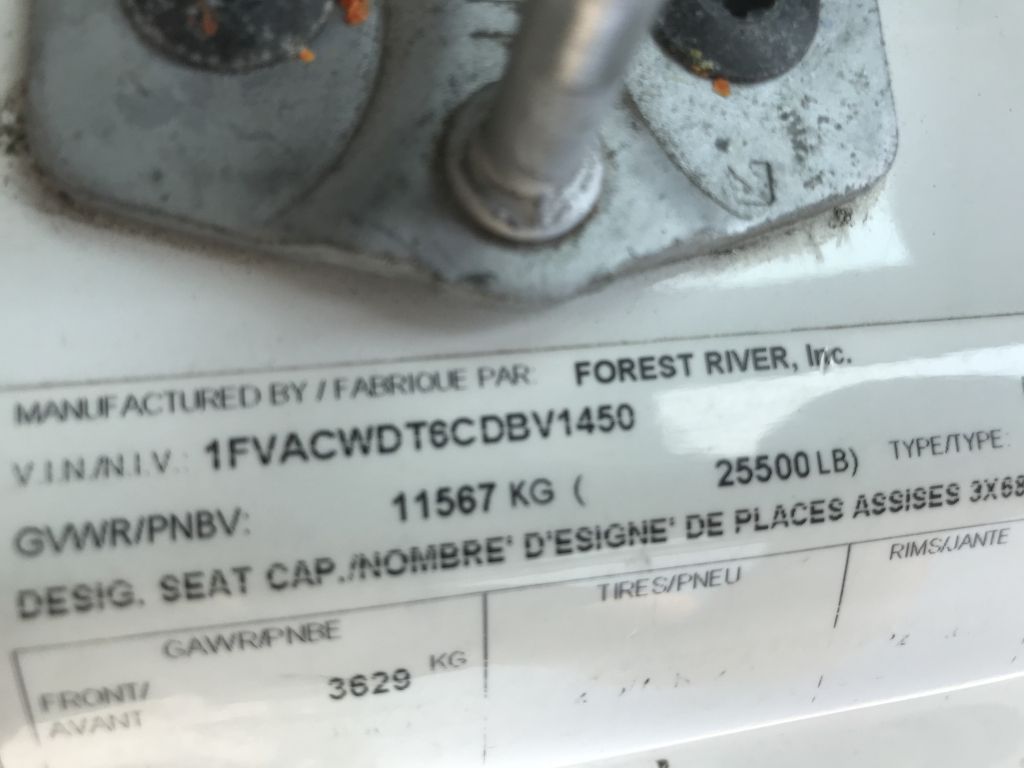 MANUFACTURED BY / FABRIQUE PAR: FOREST RIVER, Inc.
V.I.N./N.I.V.: 1FVACWDT6CDBV1450
GVWR/PNBV: 11567 KG ( 25500 LB) TYPE/TYPE:
DESIG. SEAT CAP./NOMBRE' D'ESIGNE' DE PLACES ASSISES 3X68
GAWR/PNBE TIRES/PNEU RIMS/JANTE
FRONT/ 3629 KG
AVANT